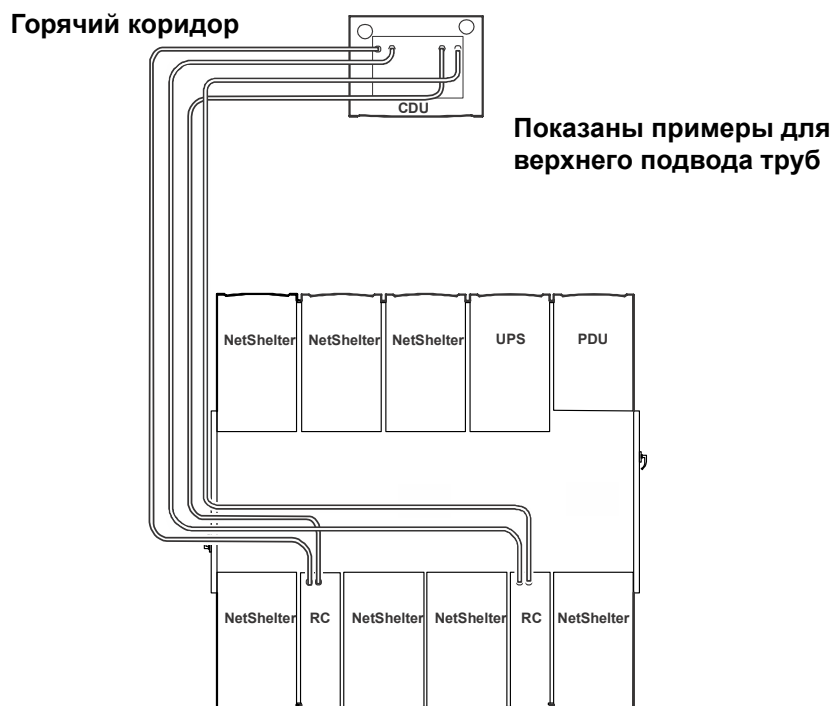 Горячий коридор
CDU
Показаны примеры для
верхнего подвода труб
NetShelter NetShelter NetShelter UPS PDU
NetShelter RC NetShelter NetShelter RC NetShelter